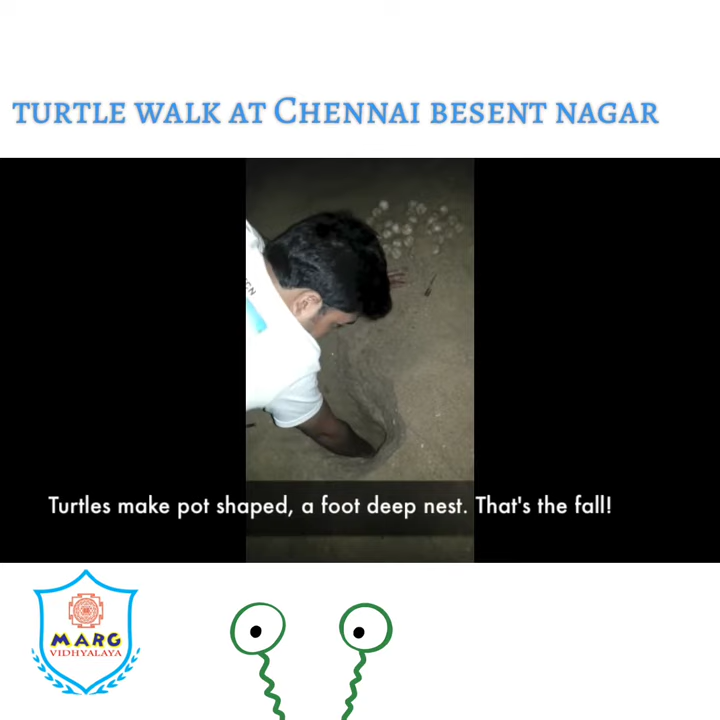 TURTLE WALK AT CHENNAI BESENT NAGAR
Turtles make pot shaped, a foot deep nest. That's the fall!
MARG
VIDHYALAYA